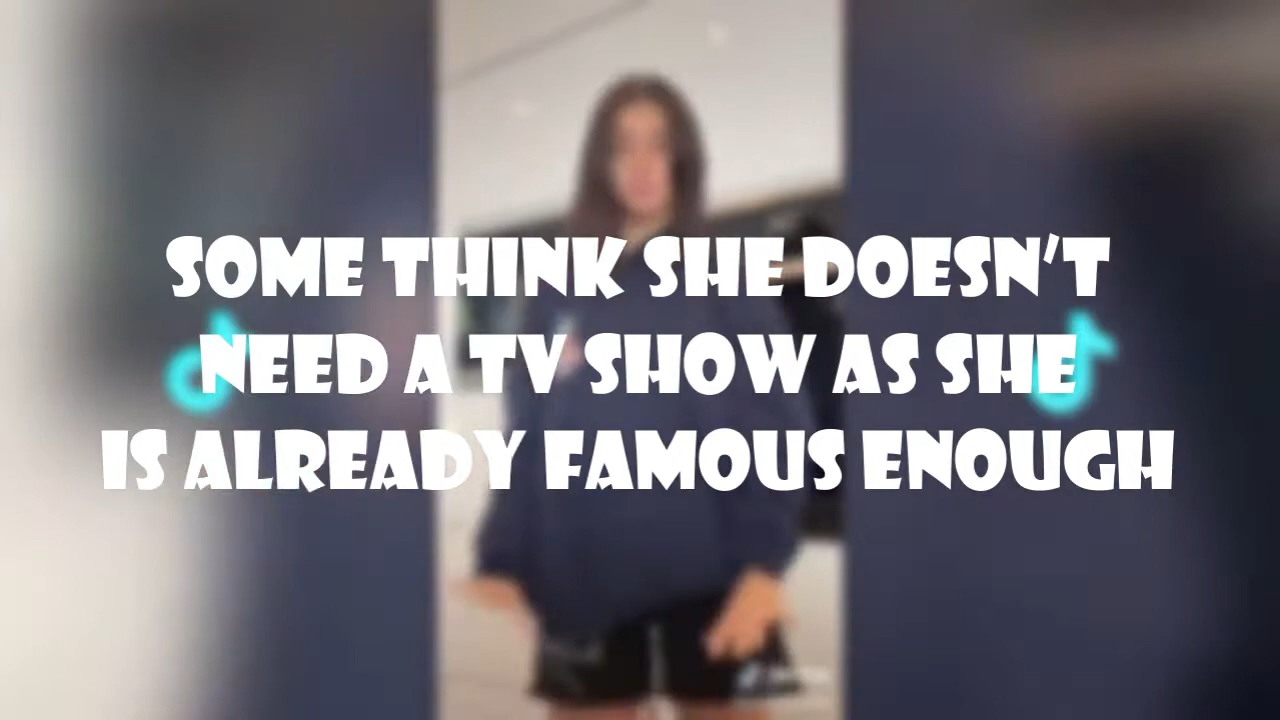 SOME THINK SHE DOESN'T
NEED A TV SHOW AS SHE
IS ALREADY FAMOUS ENOUGH